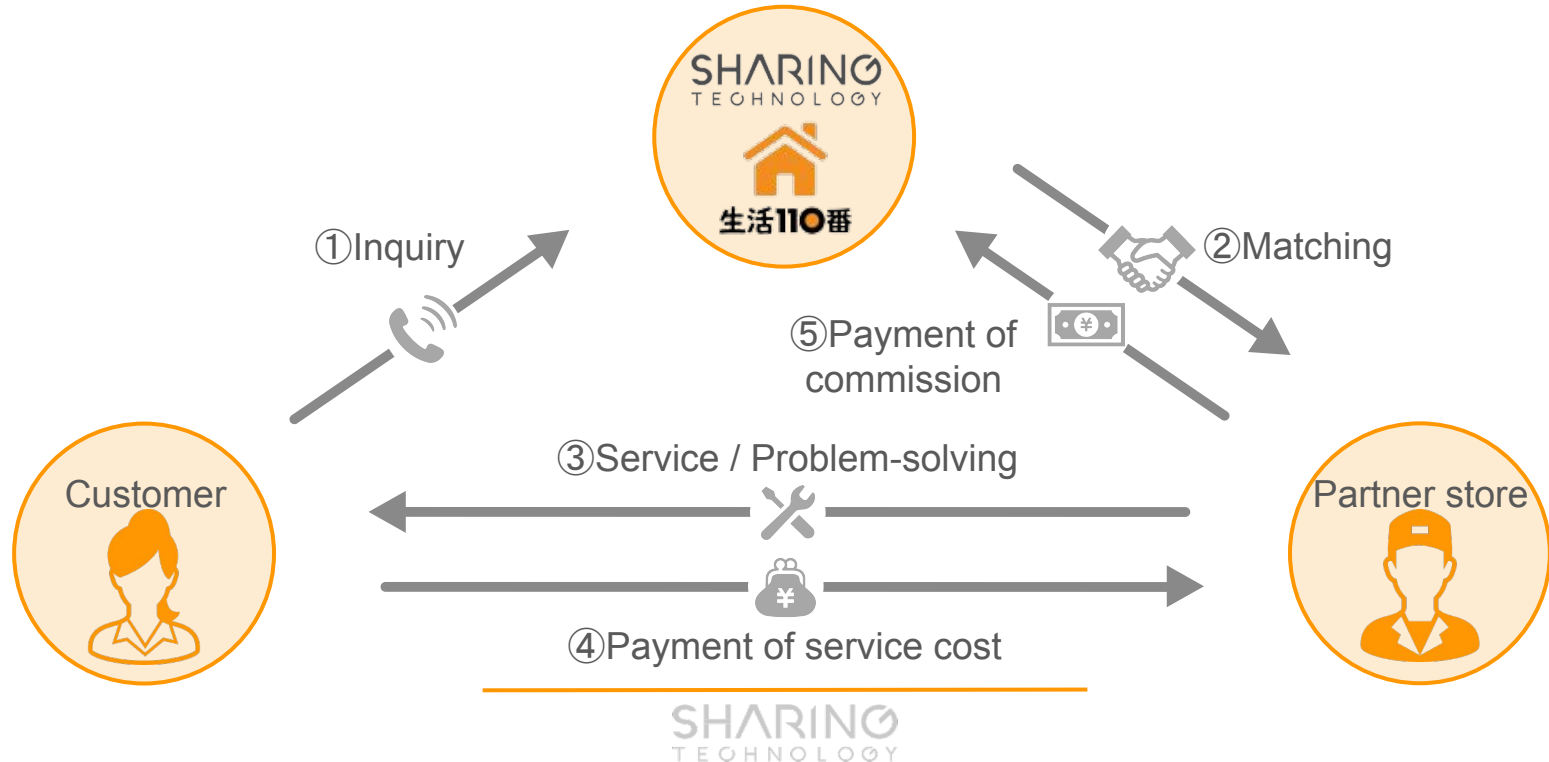 SHARING
TECHNOLOGY
生活110番
①Inquiry
②Matching
⑤Payment of
commission
③Service / Problem-solving
Customer
Partner store
¥
¥
④Payment of service cost
SHARING
TECHNOLOGY